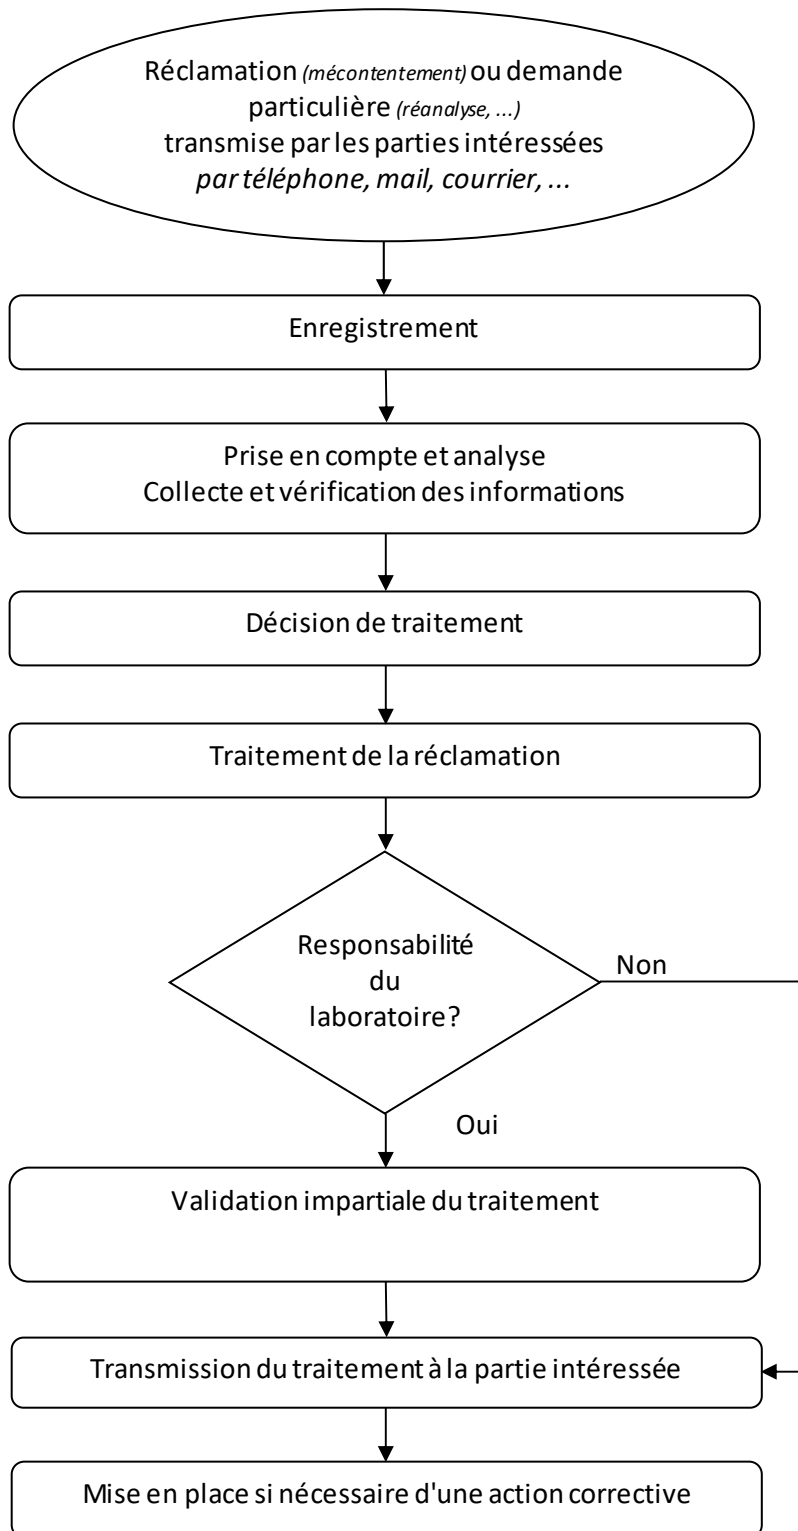 Réclamation (mécontentement) ou demande
particulière (réanalyse, ...)
transmise par les parties intéressées
par téléphone, mail, courrier, ...
Enregistrement
Prise en compte et analyse
Collecte et vérification des informations
Décision de traitement
Traitement de la réclamation
Responsabilité
du
laboratoire?
Non
Oui
Validation impartiale du traitement
Transmission du traitement à la partie intéressée
Mise en place si nécessaire d'une action corrective